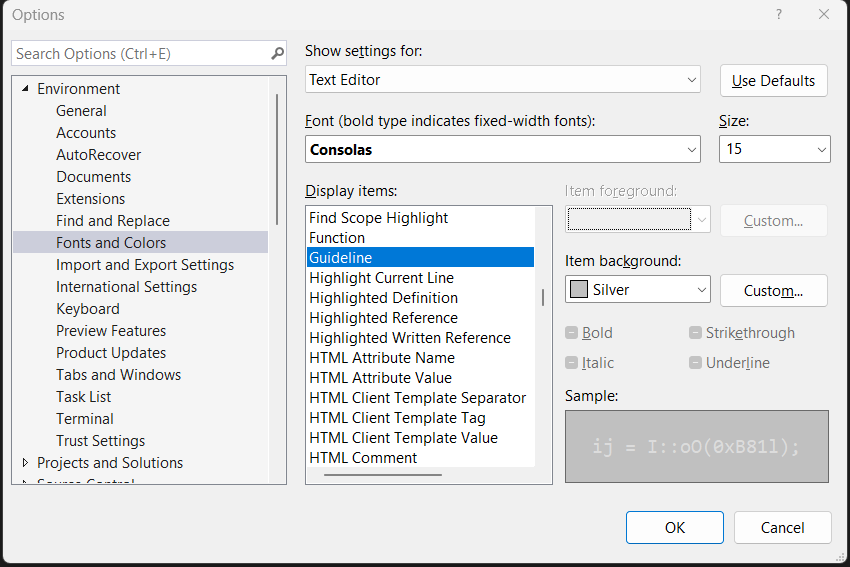 Options
?
Search Options (Ctrl+E)
Environment
General
Accounts
AutoRecover
Documents
Extensions
Find and Replace
Fonts and Colors
Import and Export Settings
International Settings
Keyboard
Preview Features
Product Updates
Tabs and Windows
Task List
Terminal
Trust Settings
Projects and Solutions
Source Control
Show settings for:
Text Editor
Use Defaults
Font (bold type indicates fixed-width fonts):
Size:
Consolas
15
Display items:
Find Scope Highlight
Function
Guideline
Highlight Current Line
Highlighted Definition
Highlighted Reference
Highlighted Written Reference
HTML Attribute Name
HTML Attribute Value
HTML Client Template Separator
HTML Client Template Tag
HTML Client Template Value
HTML Comment
Item foreground:
Custom...
Item background:
Silver
Custom...
Bold
Strikethrough
Italic
Underline
Sample:
ij = I::oO(0xB81l);
OK
Cancel